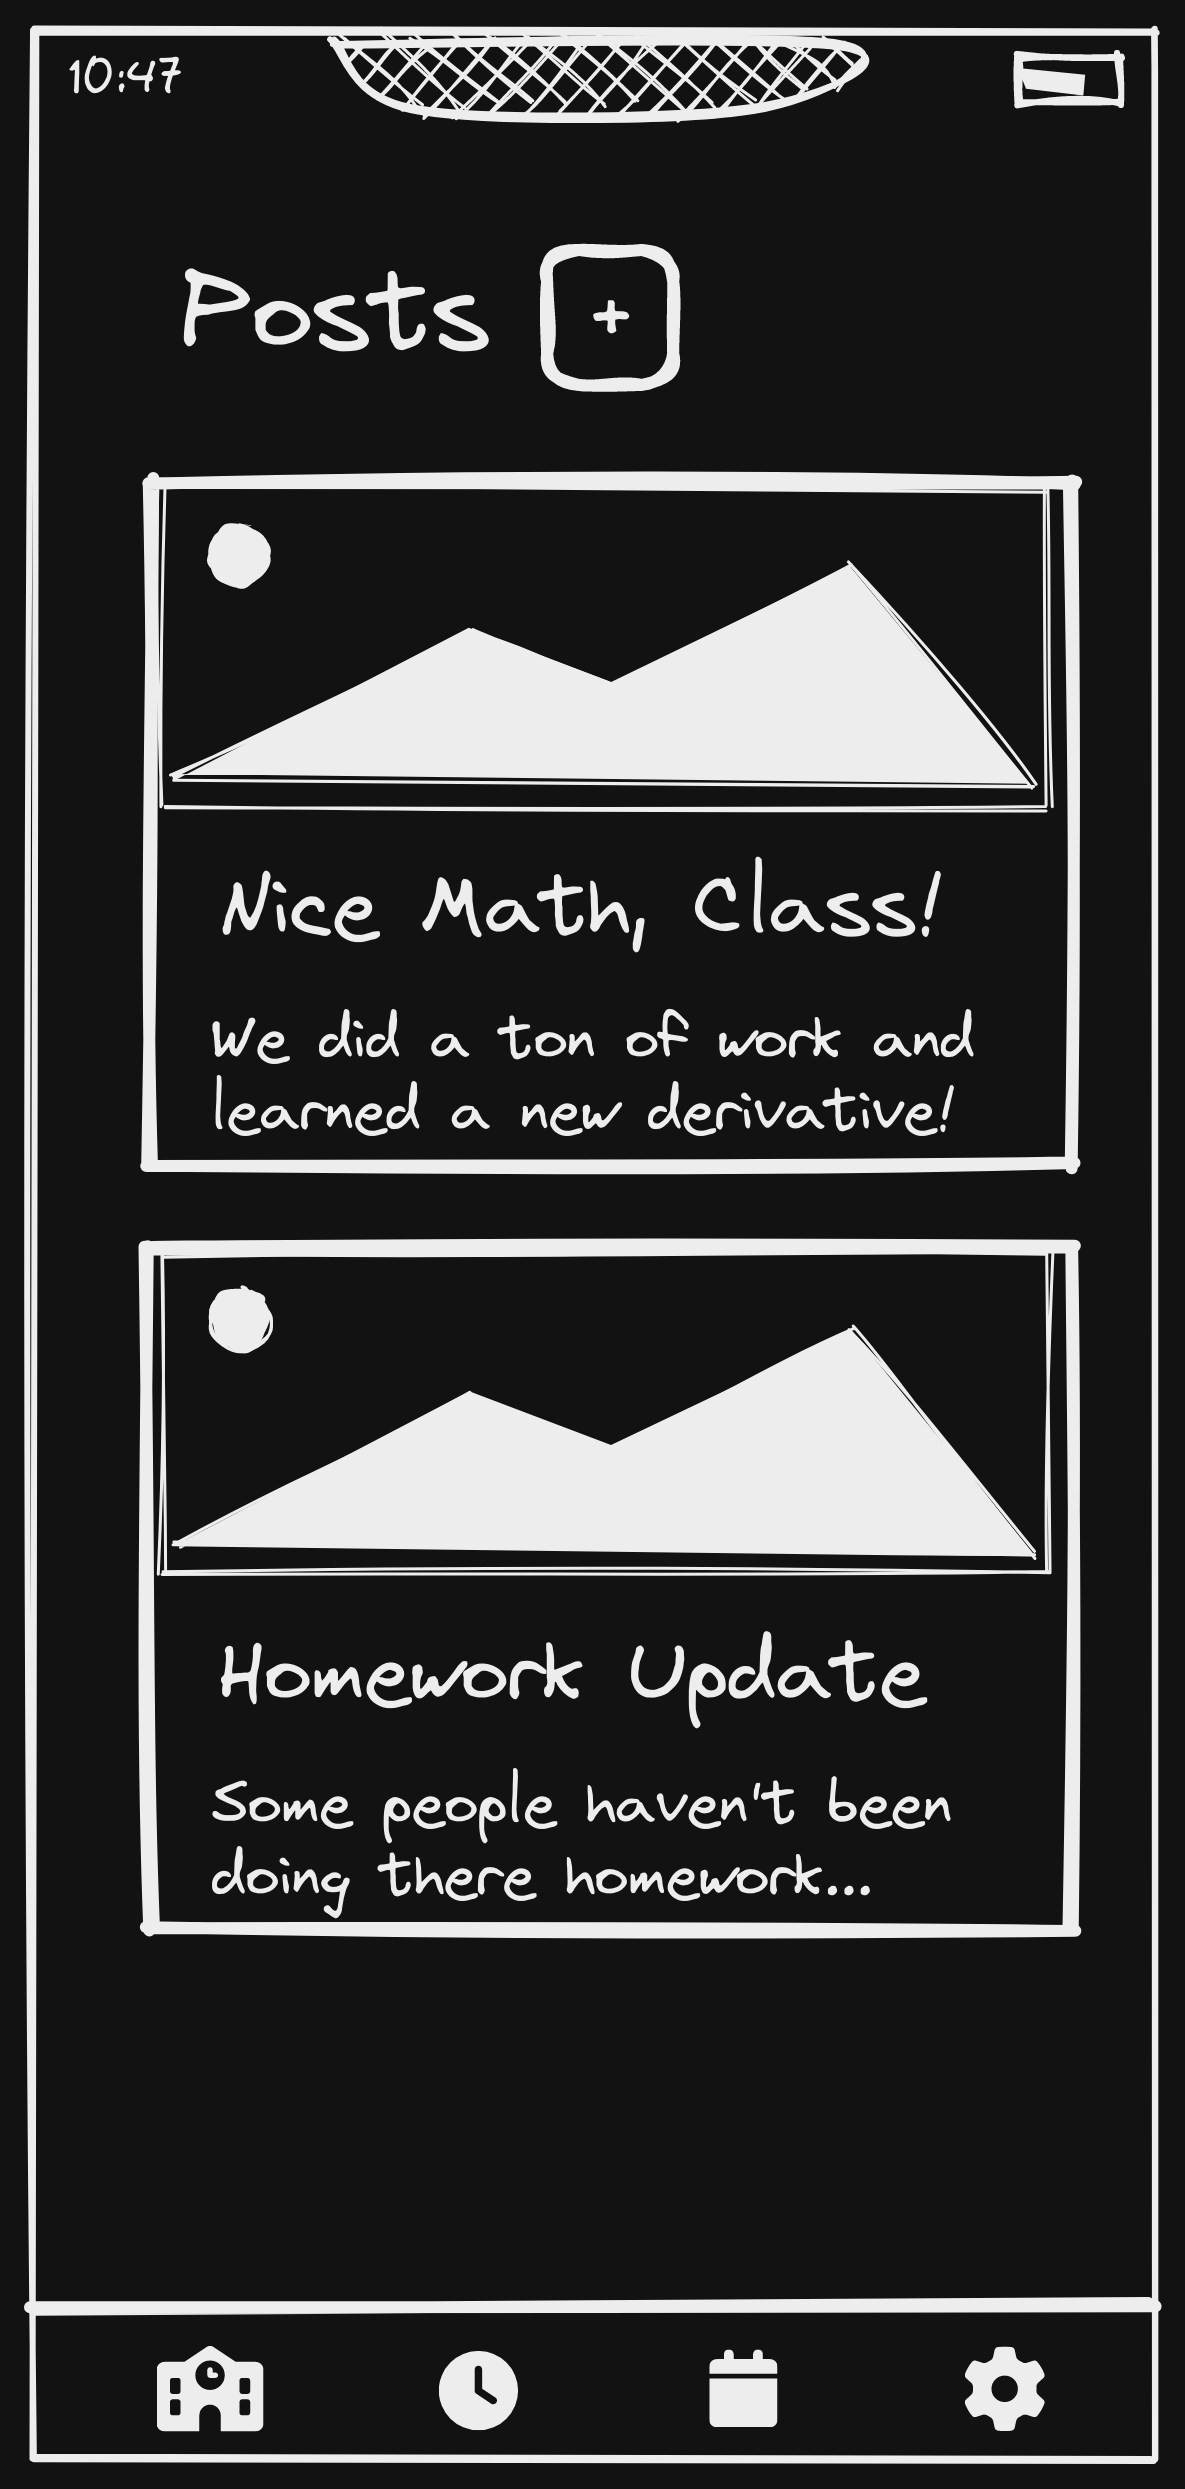 10:47
Posts +
Nice Math, Class!
We did a ton of work and
learned a new derivative!
Homework Update
Some people haven't been
doing there homework...